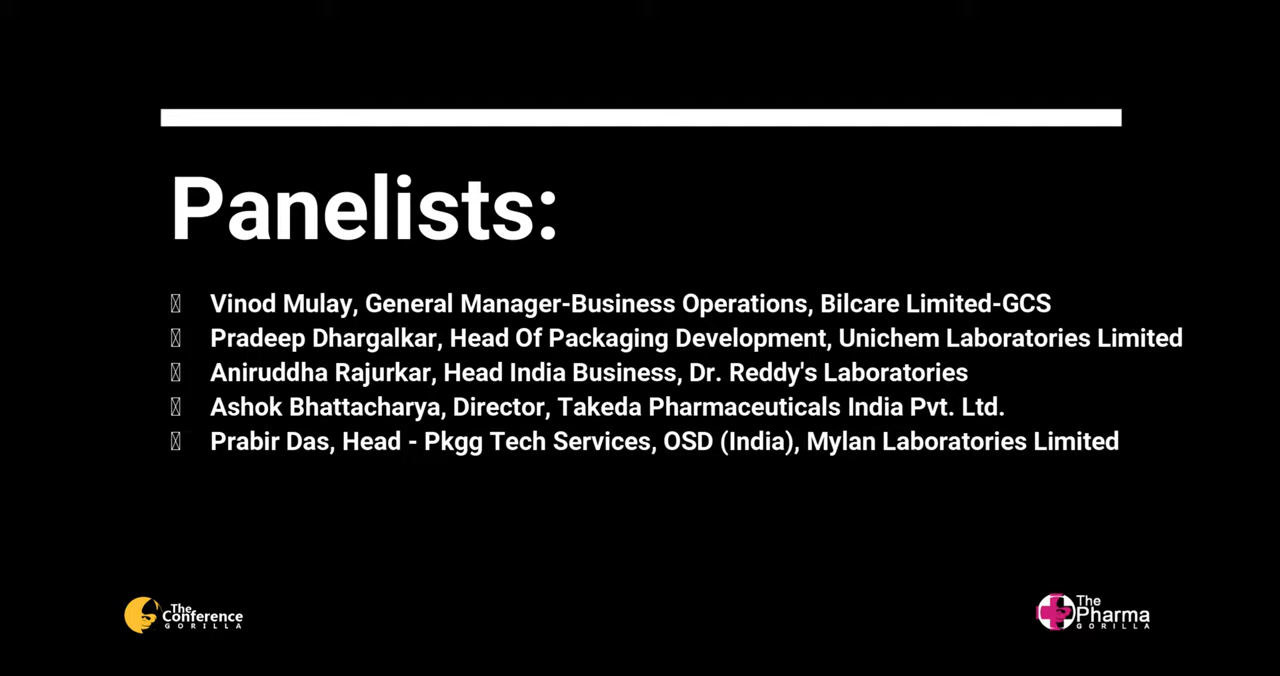 Panelists:
Vinod Mulay, General Manager-Business Operations, Bilcare Limited-GCS
Pradeep Dhargalkar, Head Of Packaging Development, Unichem Laboratories Limited
Aniruddha Rajurkar, Head India Business, Dr. Reddy's Laboratories
Ashok Bhattacharya, Director, Takeda Pharmaceuticals India Pvt. Ltd.
Prabir Das, Head - Pkgg Tech Services, OSD (India), Mylan Laboratories Limited
The
Conference
GORILLA
The
Pharma
GORILLA